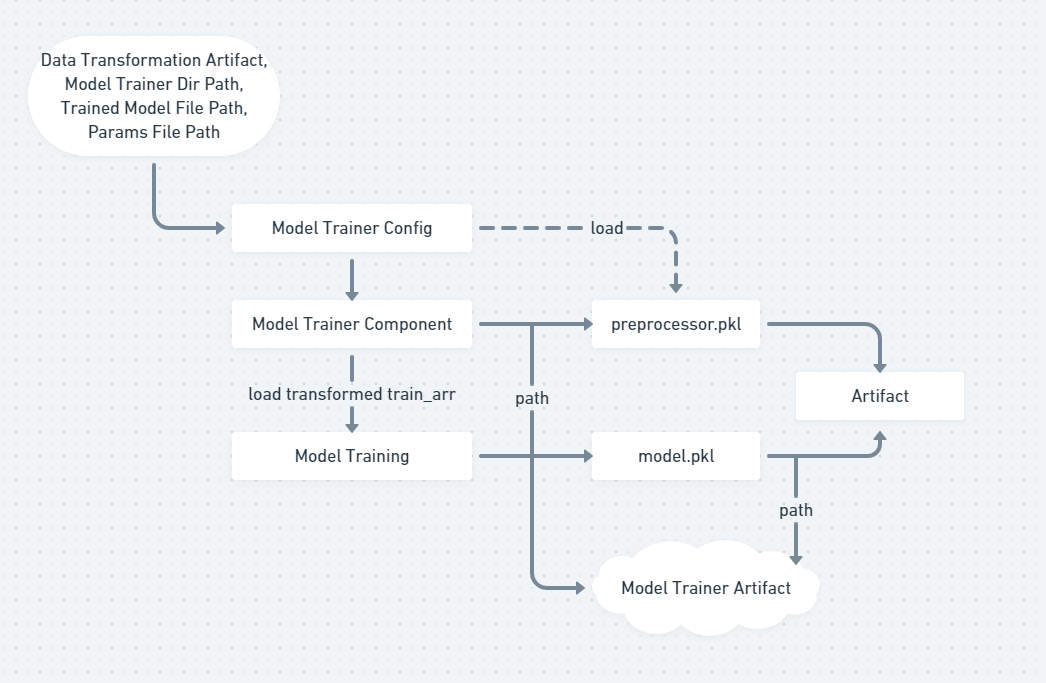 Data Transformation Artifact,
Model Trainer Dir Path,
Trained Model File Path,
Params File Path
Model Trainer Config
load
Model Trainer Component
preprocessor.pkl
load transformed train_arr
path
Artifact
Model Training
model.pkl
path
Model Trainer Artifact